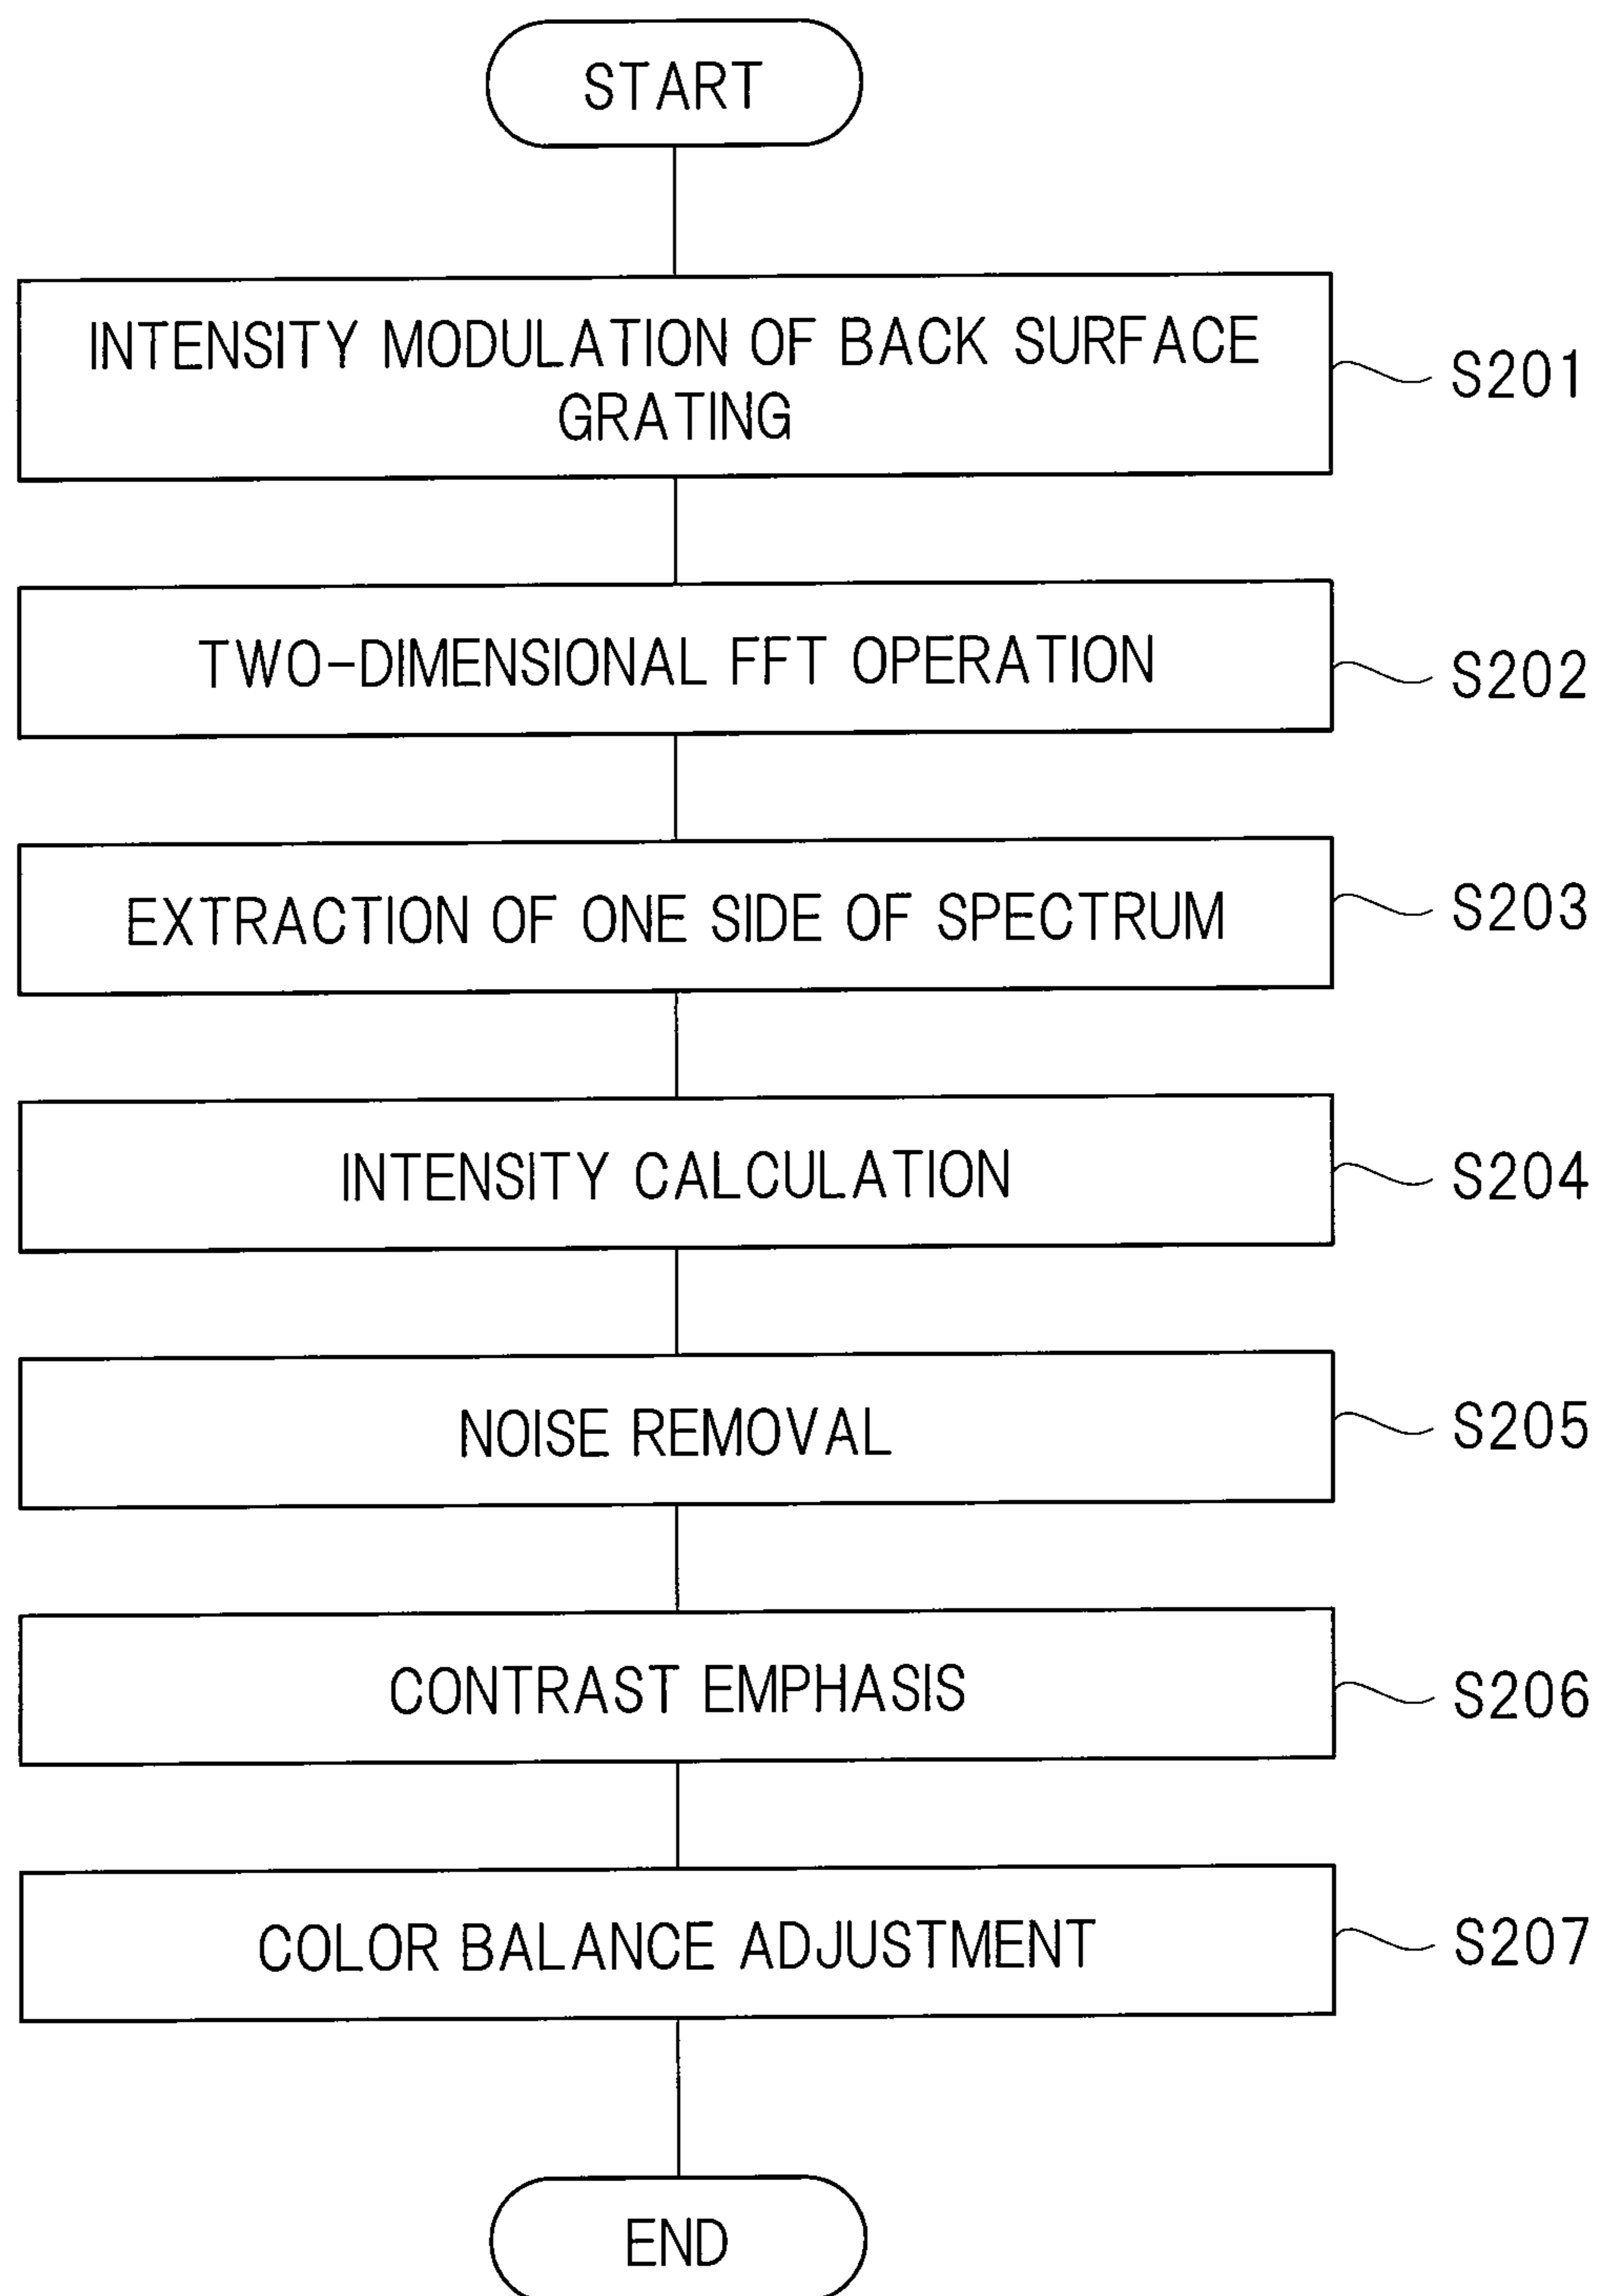 START
INTENSITY MODULATION OF BACK SURFACE
GRATING
S201
TWO-DIMENSIONAL FFT OPERATION
S202
EXTRACTION OF ONE SIDE OF SPECTRUM
S203
INTENSITY CALCULATION
S204
NOISE REMOVAL
S205
CONTRAST EMPHASIS
S206
COLOR BALANCE ADJUSTMENT
S207
END